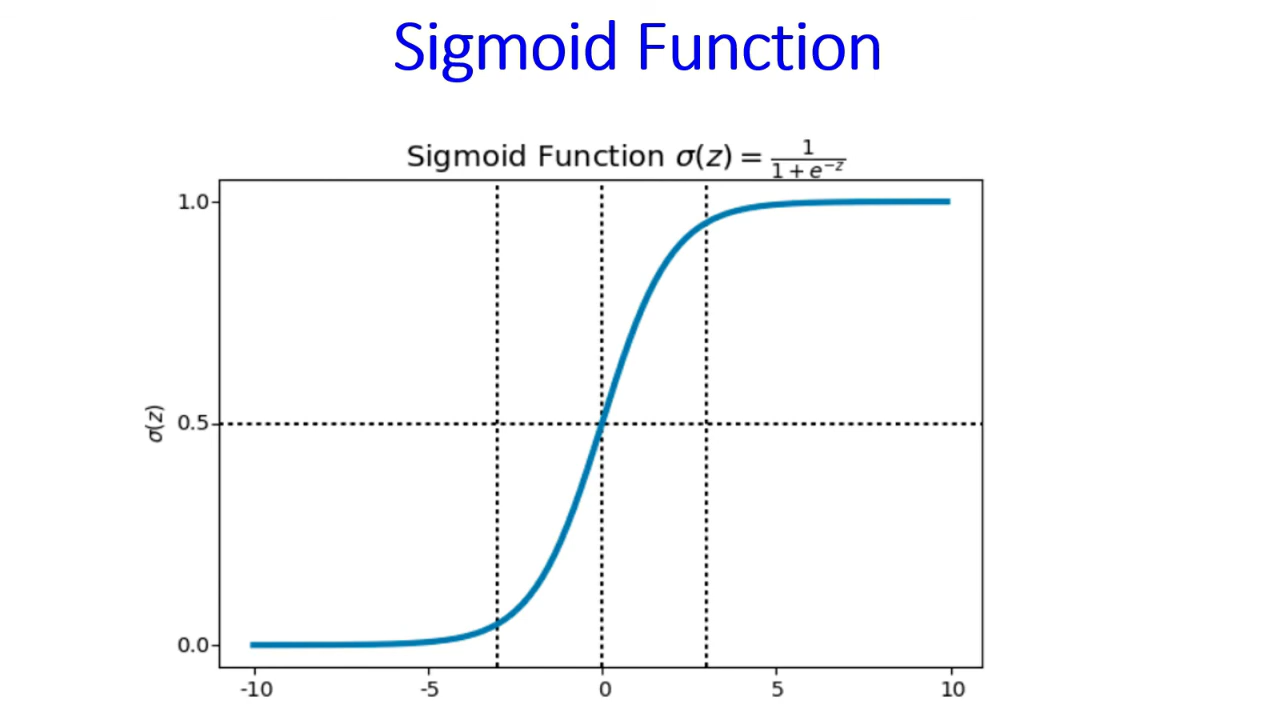 Sigmoid Function
Sigmoid Function σ(z) = 1/(1 + e^−z)
1.0
σ(z)
0.5
0.0
-10 -5 0 5 10